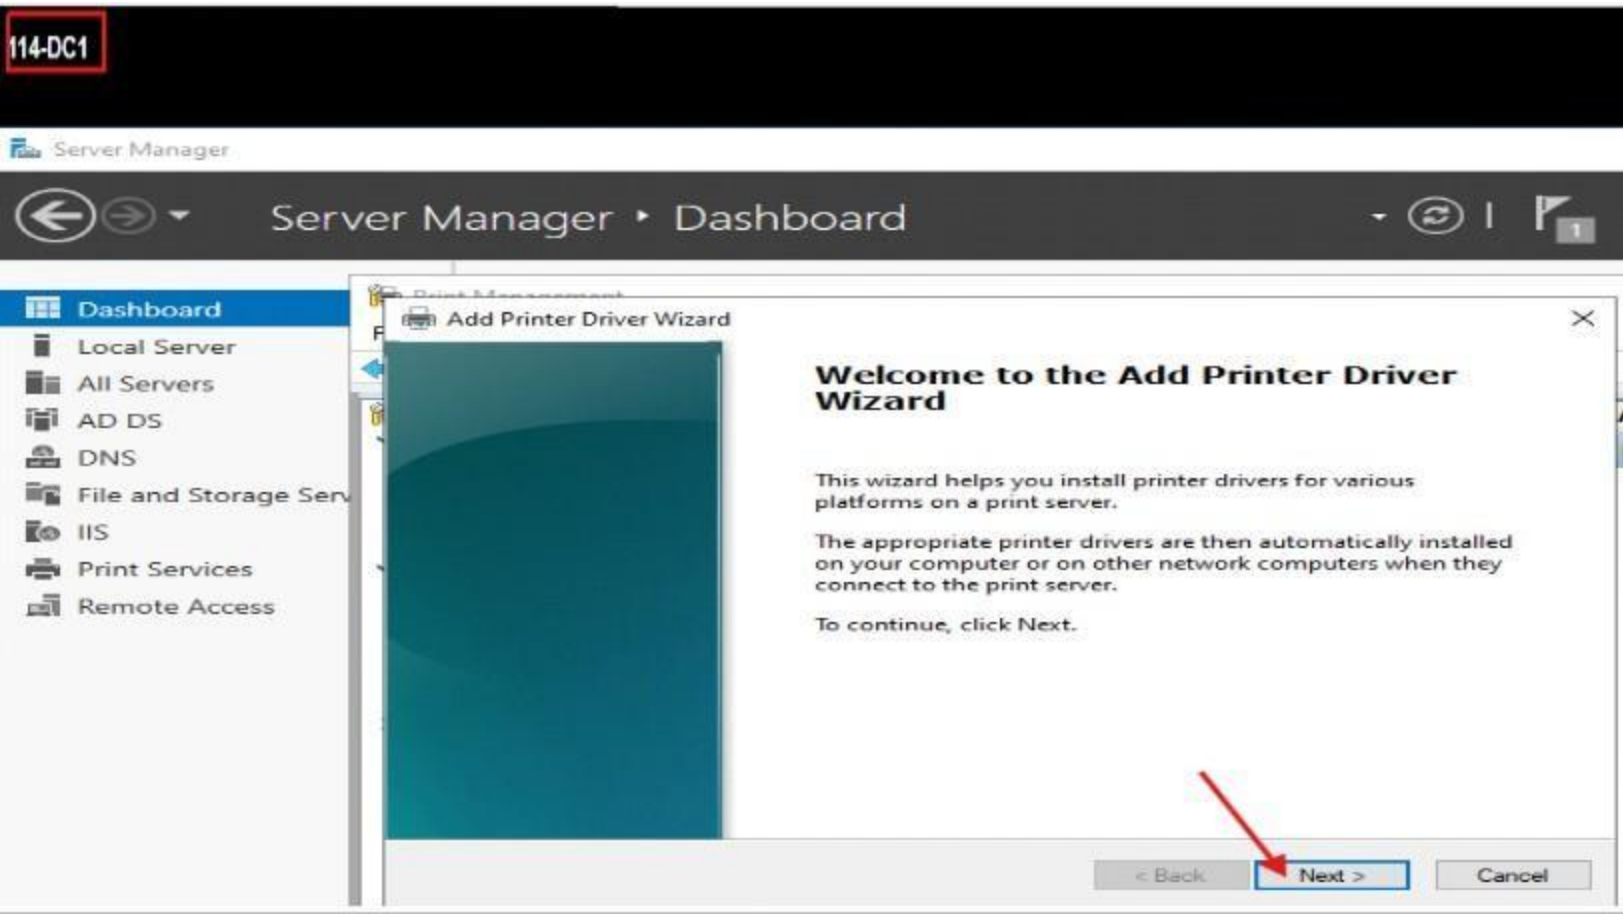 114-DC1
Server Manager
Server Manager ‣ Dashboard
1
Dashboard
Local Server
All Servers
AD DS
DNS
File and Storage Serv
IIS
Print Services
Remote Access
Print Management
F
Add Printer Driver Wizard
Welcome to the Add Printer Driver
Wizard
This wizard helps you install printer drivers for various
platforms on a print server.
The appropriate printer drivers are then automatically installed
on your computer or on other network computers when they
connect to the print server.
To continue, click Next.
< Back
Next >
Cancel